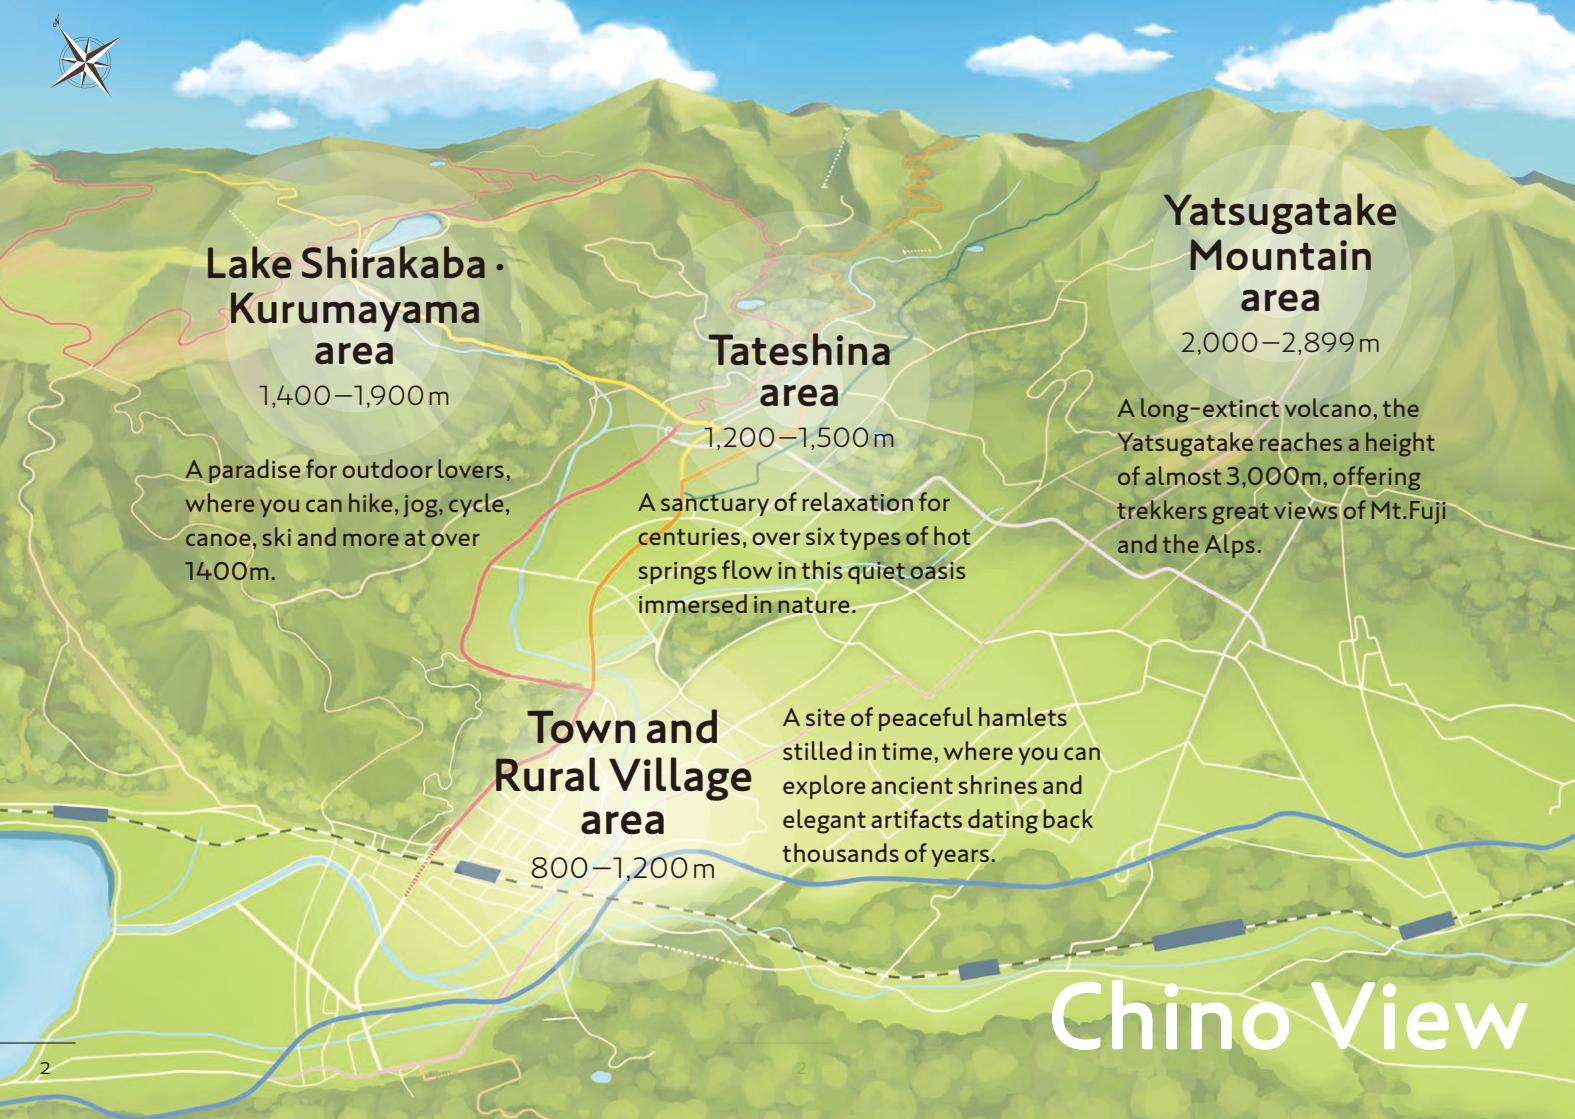 N
Lake Shirakaba・
Kurumayama
area
1,400–1,900m
A paradise for outdoor lovers,
where you can hike, jog, cycle,
canoe, ski and more at over
1400m.
Tateshina
area
1,200–1,500m
A sanctuary of relaxation for
centuries, over six types of hot
springs flow in this quiet oasis
immersed in nature.
Yatsugatake
Mountain
area
2,000–2,899m
A long-extinct volcano, the
Yatsugatake reaches a height
of almost 3,000m, offering
trekkers great views of Mt.Fuji
and the Alps.
Town and
Rural Village
area
800–1,200m
A site of peaceful hamlets
stilled in time, where you can
explore ancient shrines and
elegant artifacts dating back
thousands of years.
Chino View
2
2